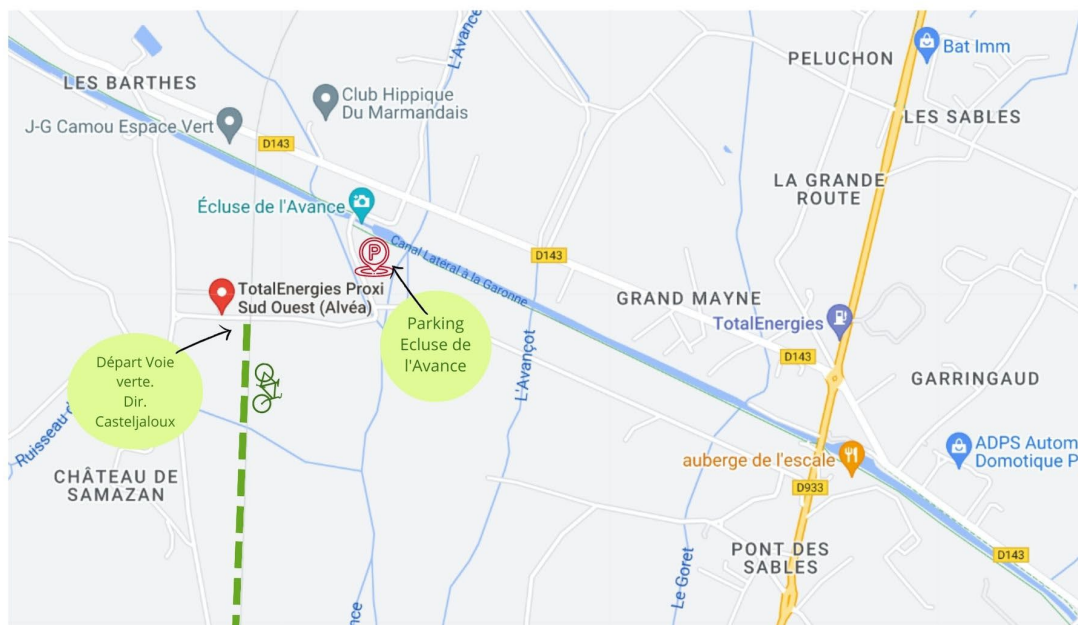 Bat Imm
PELUCHON
L'Avance
LES BARTHES
Club Hippique
Du Marmandais
J-G Camou Espace Vert
D143
LES SABLES
LA GRANDE
ROUTE
Écluse de l'Avance
P
Canal Latéral à la Garonne
D143
TotalEnergies Proxi
Sud Ouest (Alvéa)
GRAND MAYNE
TotalEnergies
Parking
Ecluse de
l'Avance
L'Avançot
D143
Départ Voie
verte.
Dir.
Casteljaloux
GARRINGAUD
Ruisseau d
ADPS Autom
Domotique P
auberge de l'escale
CHÂTEAU DE
SAMAZAN
D933
PONT DES
SABLES
D143
Le Goret
nce